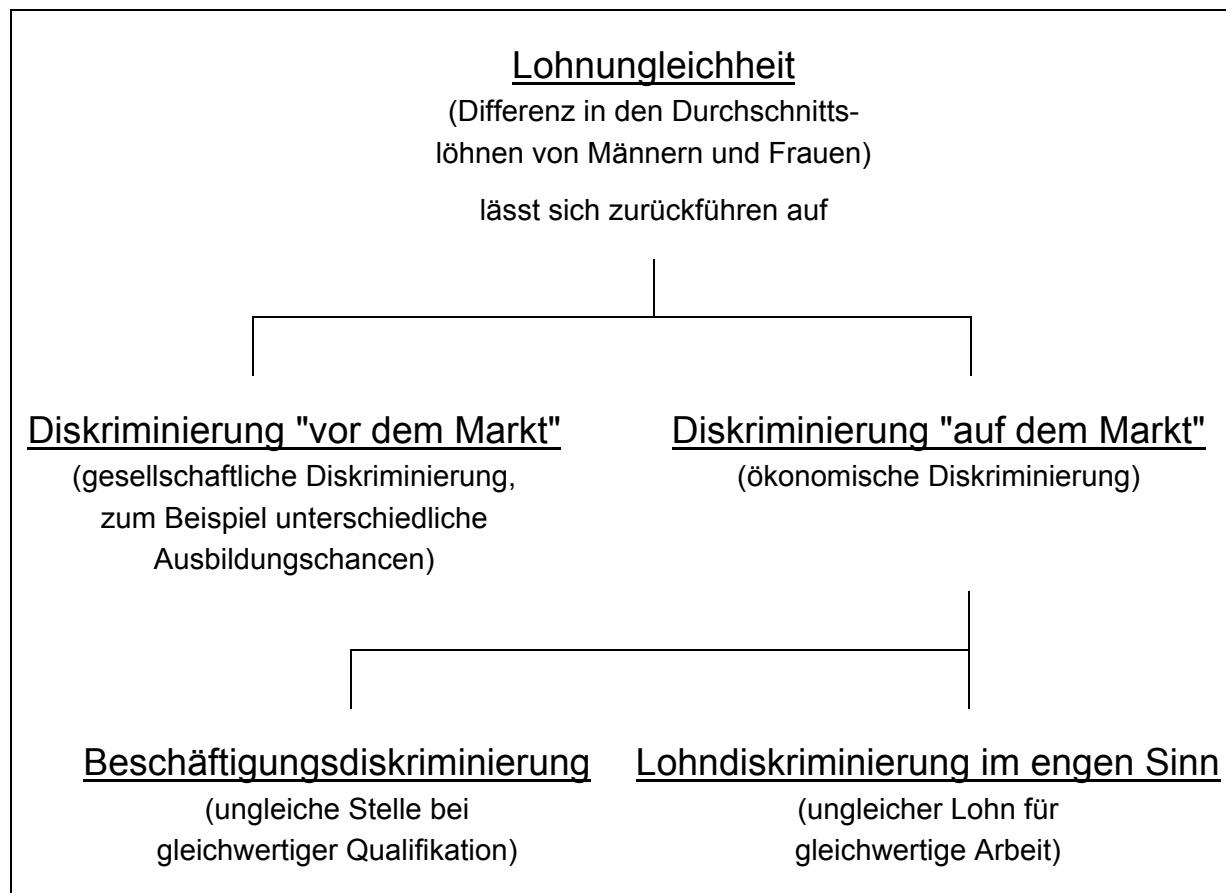 Lohnungleichheit
(Differenz in den Durchschnitts-
löhnen von Männern und Frauen)
lässt sich zurückführen auf
Diskriminierung "vor dem Markt"
(gesellschaftliche Diskriminierung,
zum Beispiel unterschiedliche
Ausbildungschancen)
Diskriminierung "auf dem Markt"
(ökonomische Diskriminierung)
Beschäftigungsdiskriminierung
(ungleiche Stelle bei
gleichwertiger Qualifikation)
Lohndiskriminierung im engen Sinn
(ungleicher Lohn für
gleichwertige Arbeit)